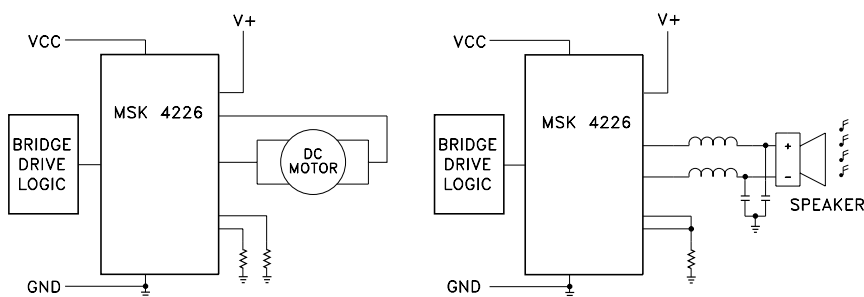 V+
VCC
MSK 4226
BRIDGE
DRIVE
LOGIC
DC
MOTOR
GND
V+
VCC
MSK 4226
BRIDGE
DRIVE
LOGIC
+
−
SPEAKER
GND